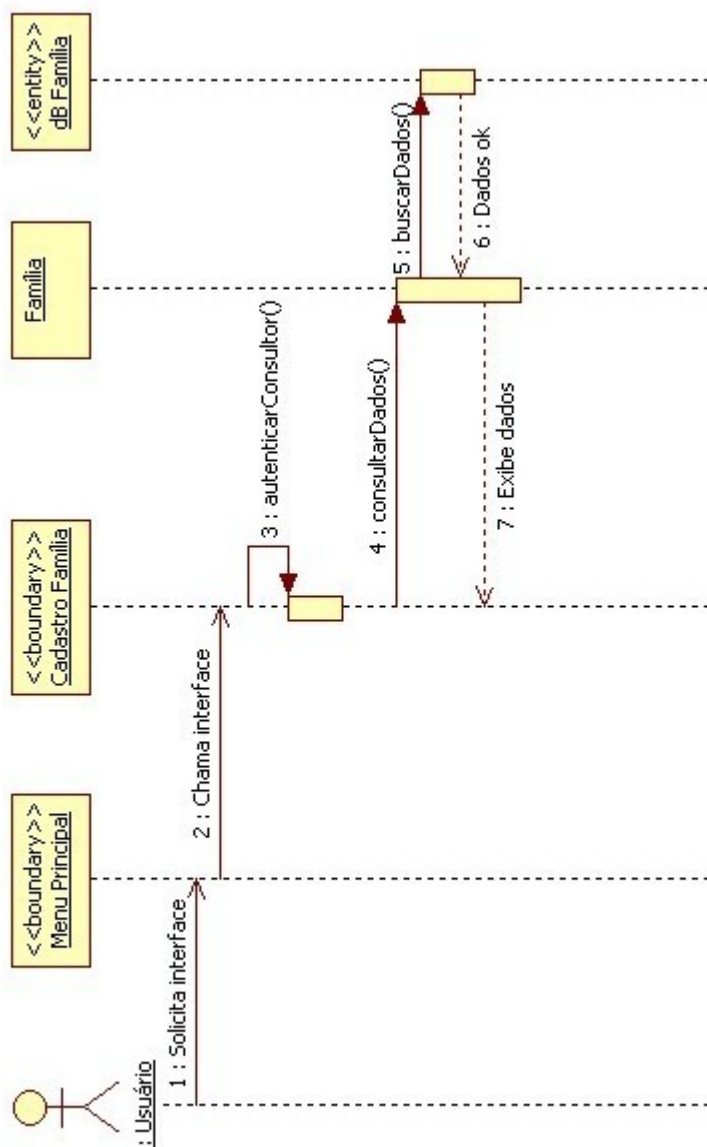 : Usuário
<<boundary>>
Menu Principal
<<boundary>>
Cadastro Família
Família
<<entity>>
dB Família
1 : Solicita interface
2 : Chama interface
3 : autenticarConsultor()
4 : consultarDados()
5 : buscarDados()
6 : Dados ok
7 : Exibe dados